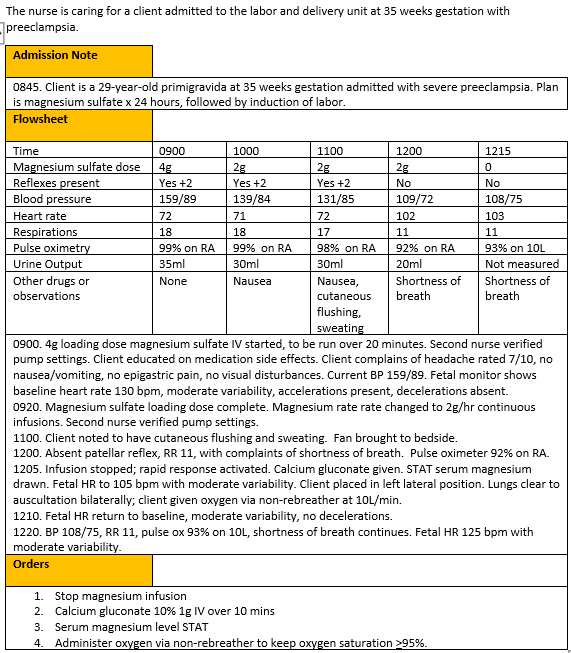 The nurse is caring for a client admitted to the labor and delivery unit at 35 weeks gestation with
preeclampsia.
Admission Note
0845. Client is a 29-year-old primigravida at 35 weeks gestation admitted with severe preeclampsia. Plan
is magnesium sulfate x 24 hours, followed by induction of labor.
Flowsheet
Time 0900 1000 1100 1200 1215
Magnesium sulfate dose 4g 2g 2g 2g 0
Reflexes present Yes +2 Yes +2 Yes +2 No No
Blood pressure 159/89 139/84 131/85 109/72 108/75
Heart rate 72 71 72 102 103
Respirations 18 18 17 11 11
Pulse oximetry 99% on RA 99% on RA 98% on RA 92% on RA 93% on 10L
Urine Output 35ml 30ml 30ml 20ml Not measured
Other drugs or None Nausea Nausea, Shortness of Shortness of
observations cutaneous breath breath
flushing,
sweating
0900. 4g loading dose magnesium sulfate IV started, to be run over 20 minutes. Second nurse verified
pump settings. Client educated on medication side effects. Client complains of headache rated 7/10, no
nausea/vomiting, no epigastric pain, no visual disturbances. Current BP 159/89. Fetal monitor shows
baseline heart rate 130 bpm, moderate variability, accelerations present, decelerations absent.
0920. Magnesium sulfate loading dose complete. Magnesium rate rate changed to 2g/hr continuous
infusions. Second nurse verified pump settings.
1100. Client noted to have cutaneous flushing and sweating. Fan brought to bedside.
1200. Absent patellar reflex, RR 11, with complaints of shortness of breath. Pulse oximeter 92% on RA.
1205. Infusion stopped; rapid response activated. Calcium gluconate given. STAT serum magnesium
drawn. Fetal HR to 105 bpm with moderate variability. Client placed in left lateral position. Lungs clear to
auscultation bilaterally; client given oxygen via non-rebreather at 10L/min.
1210. Fetal HR return to baseline, moderate variability, no decelerations.
1220. BP 108/75, RR 11, pulse ox 93% on 10L, shortness of breath continues. Fetal HR 125 bpm with
moderate variability.
Orders
1. Stop magnesium infusion
2. Calcium gluconate 10% 1g IV over 10 mins
3. Serum magnesium level STAT
4. Administer oxygen via non-rebreather to keep oxygen saturation ≥95%.